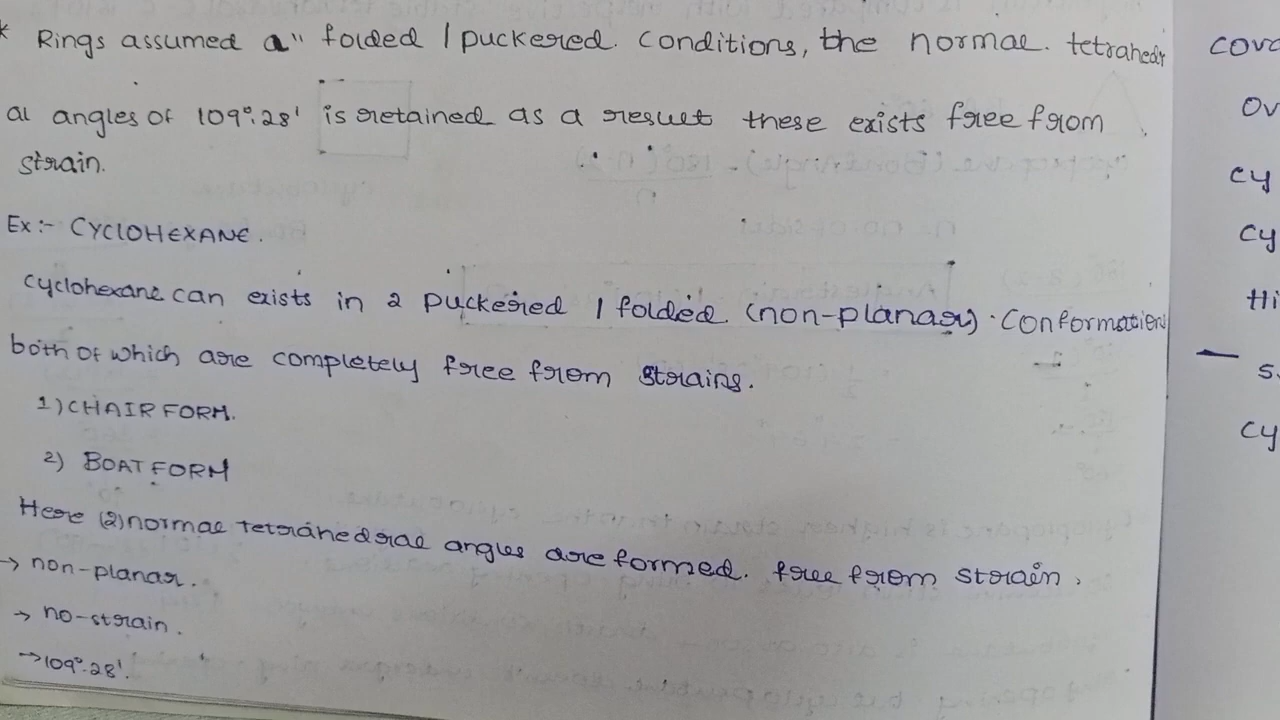 * Rings assumed a" folded / puckered. conditions, the normal. tetrahedr
al angles of 109°.28' is retained as a result these exists free from
strain.
Ex:- CYCLOHEXANE.
cyclohexane can exists in 2 puckered / folded (non-planar) . conformation
both of which are completely free from strains.
1) CHAIR FORM.
2) BOAT FORM
Here (2) normal tetrahedral angles are formed. free from strain.
→ non-planar.
→ no-strain.
→ 109°.28'.
cova
ov
cy
cy
Hi
s.
cy